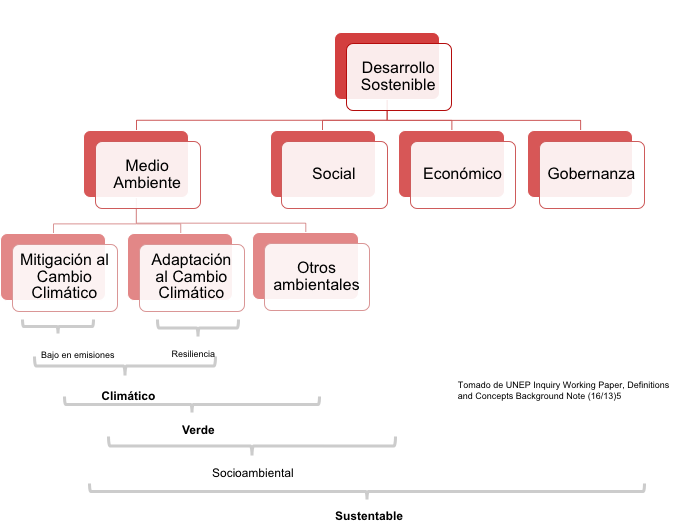 Desarrollo
Sostenible
Medio
Ambiente
Social
Económico
Gobernanza
Mitigación al
Cambio
Climático
Adaptación
al Cambio
Climático
Otros
ambientales
Bajo en emisiones
Resiliencia
Climático
Tomado de UNEP Inquiry Working Paper, Definitions
and Concepts Background Note (16/13)5
Verde
Socioambiental
Sustentable